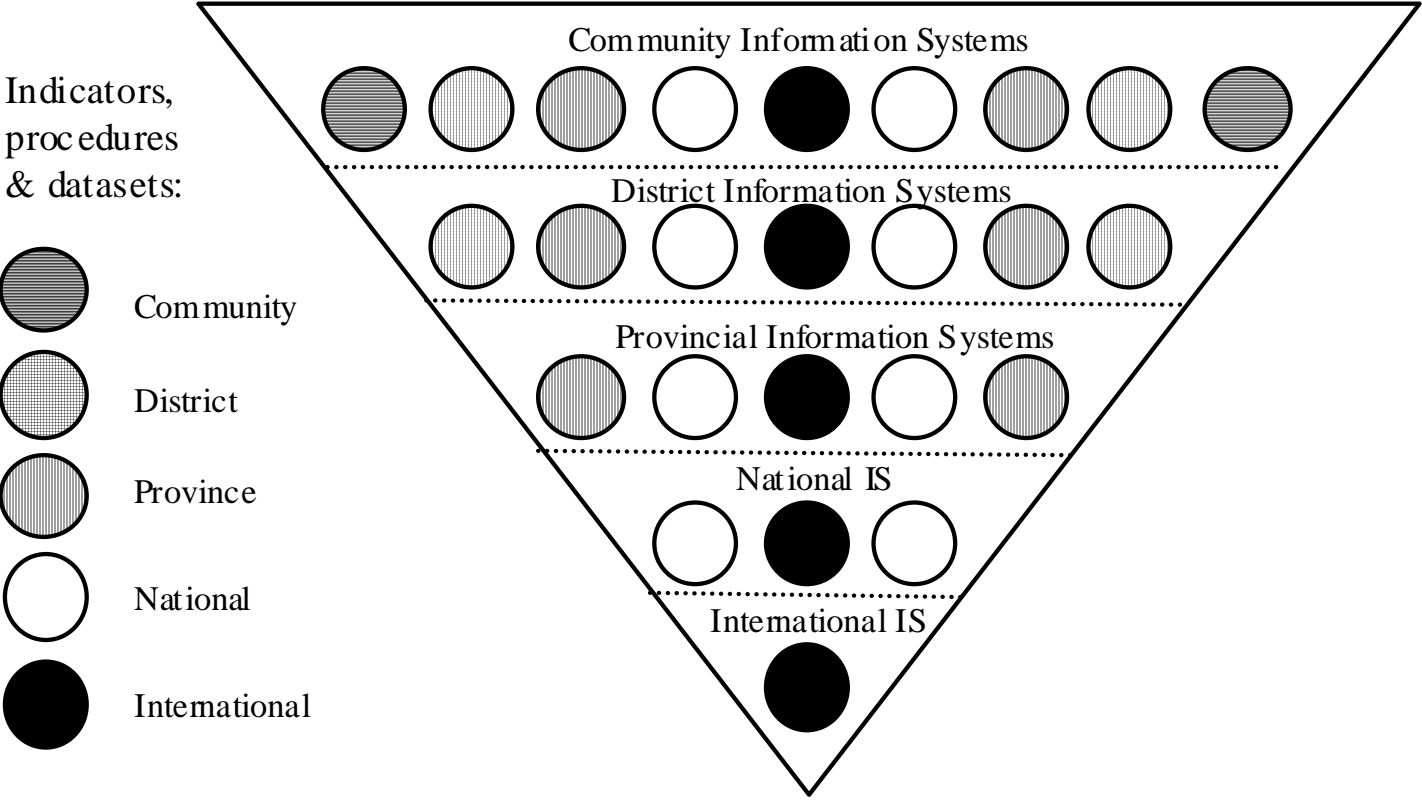 Community Information Systems
Indicators,
procedures
& datasets:
District Information Systems
Community
Provincial Information Systems
District
National IS
Province
National
International IS
International